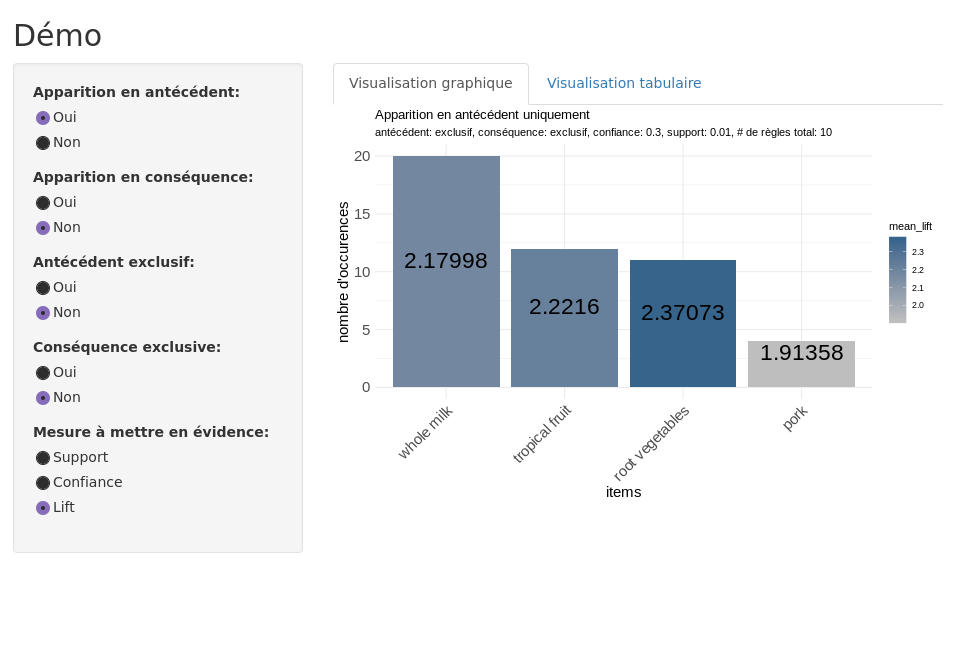 Démo
Apparition en antécédent:
Oui
Non
Apparition en conséquence:
Oui
Non
Antécédent exclusif:
Oui
Non
Conséquence exclusive:
Oui
Non
Mesure à mettre en évidence:
Support
Confiance
Lift
Visualisation graphique
Visualisation tabulaire
Apparition en antécédent uniquement
antécédent: exclusif, conséquence: exclusif, confiance: 0.3, support: 0.01, # de règles total: 10
nombre d'occurences
20
15
10
5
0
2.17998
2.2216
2.37073
1.91358
whole milk
tropical fruit
root vegetables
pork
items
mean_lift
2.3
2.2
2.1
2.0